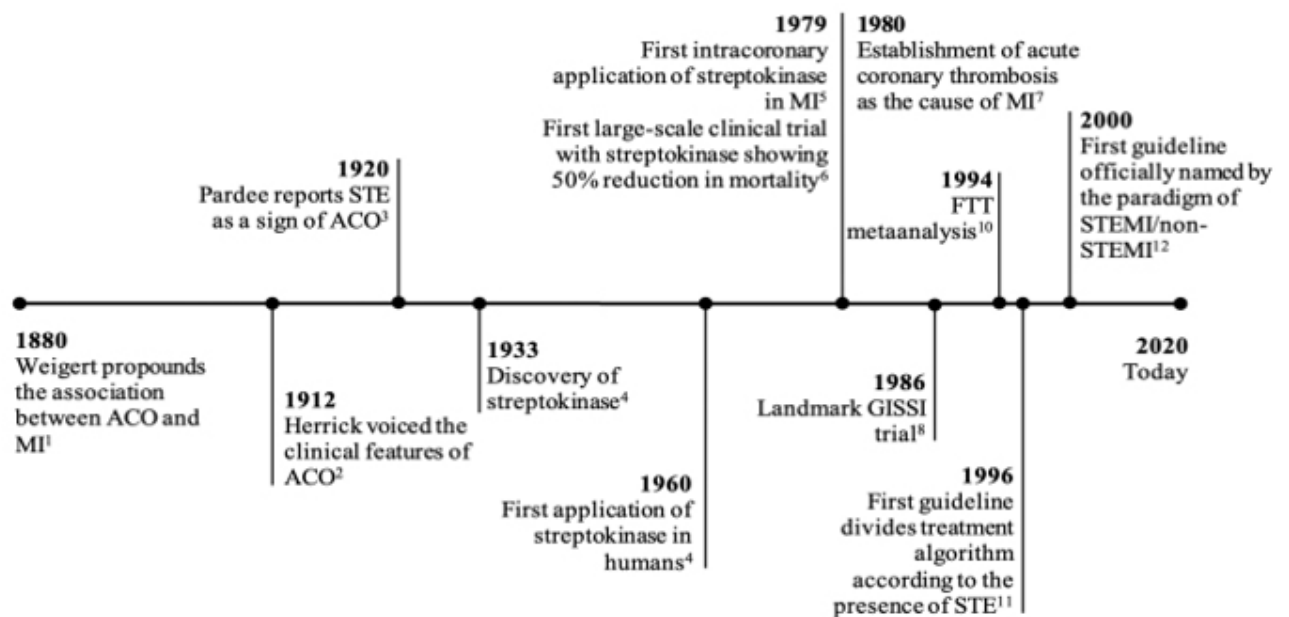 1880
Weigert propounds
the association
between ACO and
MI¹
1912
Herrick voiced the
clinical features of
ACO²
1920
Pardee reports STE
as a sign of ACO³
1933
Discovery of
streptokinase⁴
1960
First application of
streptokinase in
humans⁴
1979
First intracoronary
application of streptokinase
in MI⁵
First large-scale clinical trial
with streptokinase showing
50% reduction in mortality⁶
1980
Establishment of acute
coronary thrombosis
as the cause of MI⁷
1986
Landmark GISSI
trial⁸
1994
FTT
metaanalysis¹⁰
1996
First guideline
divides treatment
algorithm
according to the
presence of STE¹¹
2000
First guideline
officially named by
the paradigm of
STEMI/non-
STEMI¹²
2020
Today